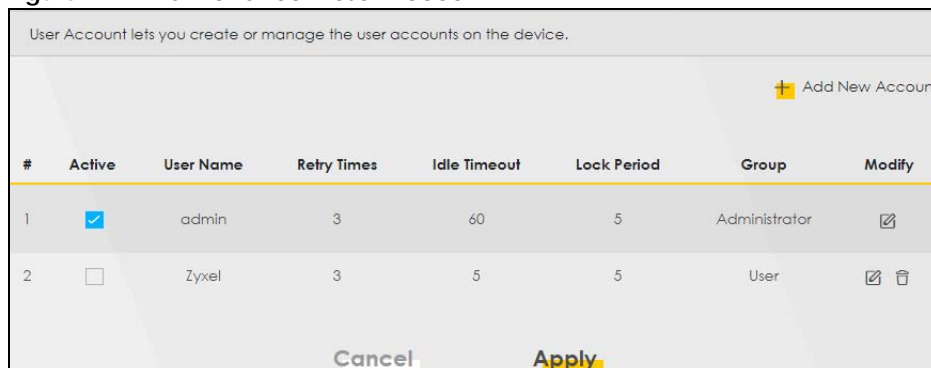 User Account lets you create or manage the user accounts on the device.
Add New Accoun
# Active User Name Retry Times Idle Timeout Lock Period Group Modify
1 admin 3 60 5 Administrator
2 Zyxel 3 5 5 User
Cancel Apply